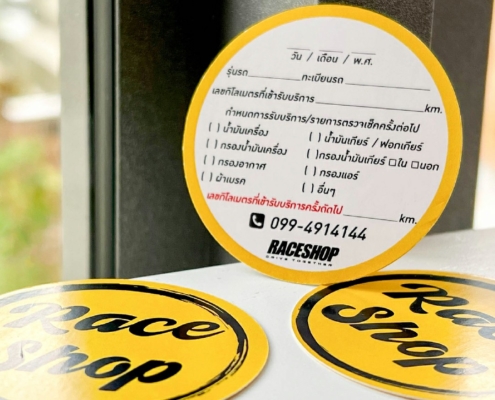 วัน / เดือน / พ.ศ.
รุ่นรถ ทะเบียนรถ
เลขกิโลเมตรที่เข้ารับบริการ km.
กำหนดการรับบริการ/รายการตรวจเช็คครั้งต่อไป
( ) น้ำมันเครื่อง ( ) น้ำมันเกียร์ / ฟอกเกียร์
( ) กรองน้ำมันเครื่อง ( ) กรองน้ำมันเกียร์ □ใน □นอก
( ) กรองอากาศ ( ) กรองแอร์
( ) ผ้าเบรค ( ) อื่นๆ
เลขกิโลเมตรที่เข้ารับบริการครั้งถัดไป km.
099-4914144
RACESHOP
DRIVE TOGETHER
Race
Shop
Race
Shop